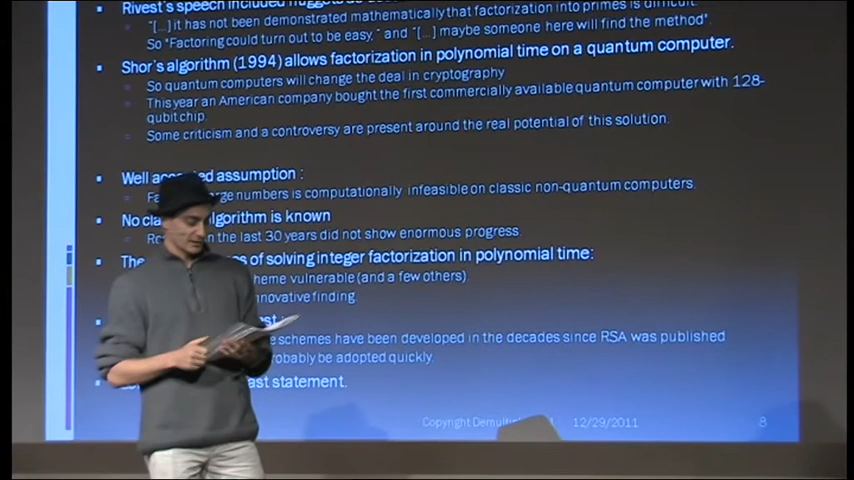 Rivest's speech included nuggets as
"[...] it has not been demonstrated mathematically that factorization into primes is difficult."
So "Factoring could turn out to be easy," and "[...] maybe someone here will find the method".
Shor's algorithm (1994) allows factorization in polynomial time on a quantum computer.
So quantum computers will change the deal in cryptography
This year an American company bought the first commercially available quantum computer with 128-
qubit chip.
Some criticism and a controversy are present around the real potential of this solution.
Well assumption :
numbers is computationally infeasible on classic non-quantum computers.
No algorithm is known
in the last 30 years did not show enormous progress.
The of solving integer factorization in polynomial time:
vulnerable (and a few others).
innovative finding.
schemes have been developed in the decades since RSA was published
probably be adopted quickly.
statement.
Copyright 12/29/2011 8